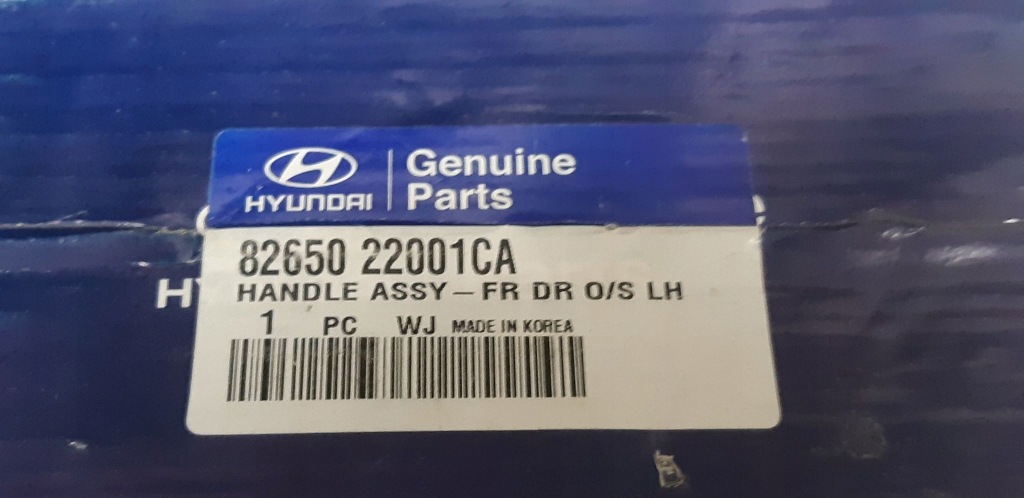 HYUNDAI
Genuine
Parts
82650 22001CA
HANDLE ASSY-FR DR O/S LH
1 PC WJ MADE IN KOREA